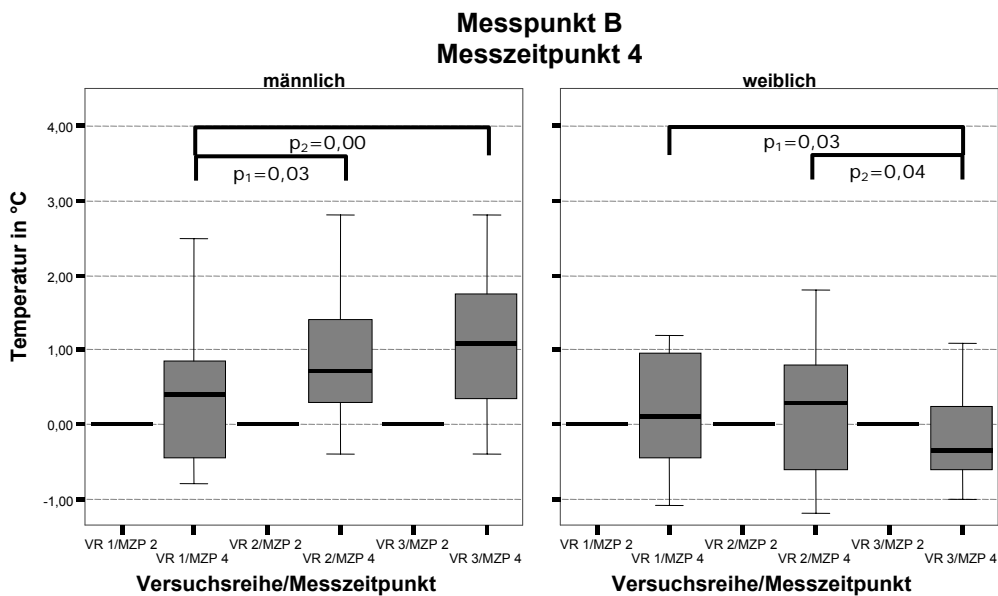 Messpunkt B
Messzeitpunkt 4
männlich
weiblich
Temperatur in °C
4,00
3,00
2,00
1,00
0,00
-1,00
p₂=0,00
p₁=0,03
p₁=0,03
p₂=0,04
VR 1/MZP 2
VR 1/MZP 4
VR 2/MZP 2
VR 2/MZP 4
VR 3/MZP 2
VR 3/MZP 4
VR 1/MZP 2
VR 1/MZP 4
VR 2/MZP 2
VR 2/MZP 4
VR 3/MZP 2
VR 3/MZP 4
Versuchsreihe/Messzeitpunkt
Versuchsreihe/Messzeitpunkt